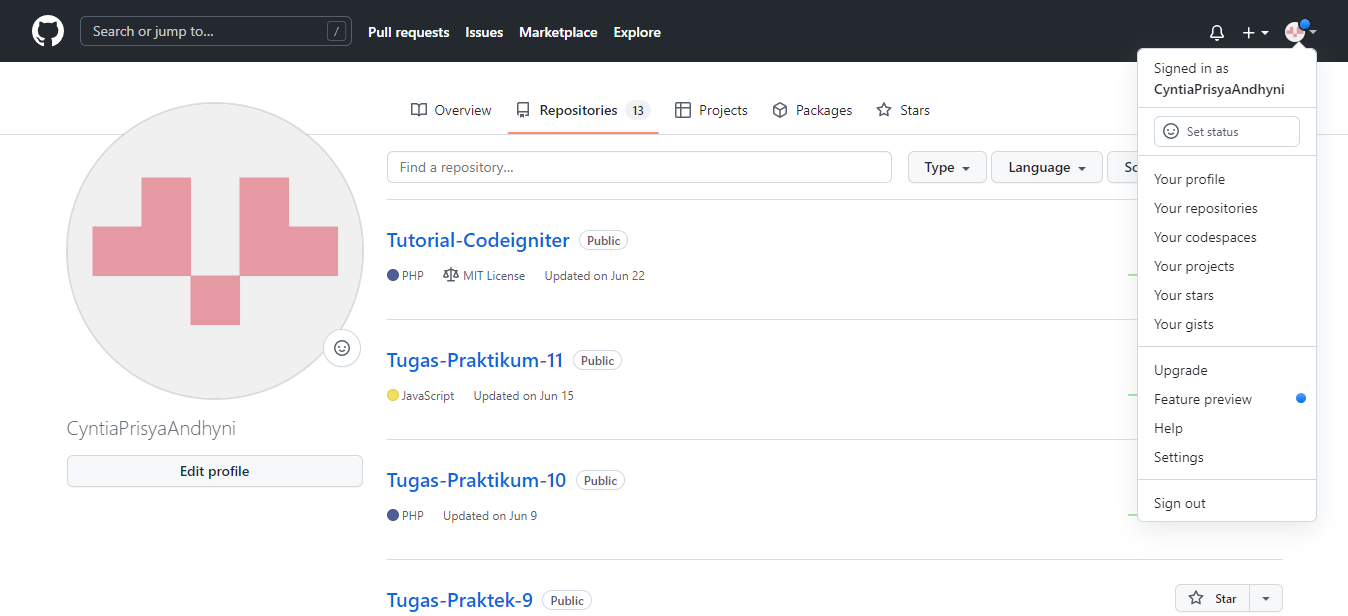 Search or jump to... / Pull requests Issues Marketplace Explore
Overview Repositories 13 Projects Packages Stars
Find a repository... Type Language
Tutorial-Codeigniter Public
PHP MIT License Updated on Jun 22
Tugas-Praktikum-11 Public
JavaScript Updated on Jun 15
Tugas-Praktikum-10 Public
PHP Updated on Jun 9
Tugas-Praktek-9 Public
Star
CyntiaPrisyaAndhyni
Edit profile
Signed in as
CyntiaPrisyaAndhyni
Set status
Your profile
Your repositories
Your codespaces
Your projects
Your stars
Your gists
Upgrade
Feature preview
Help
Settings
Sign out